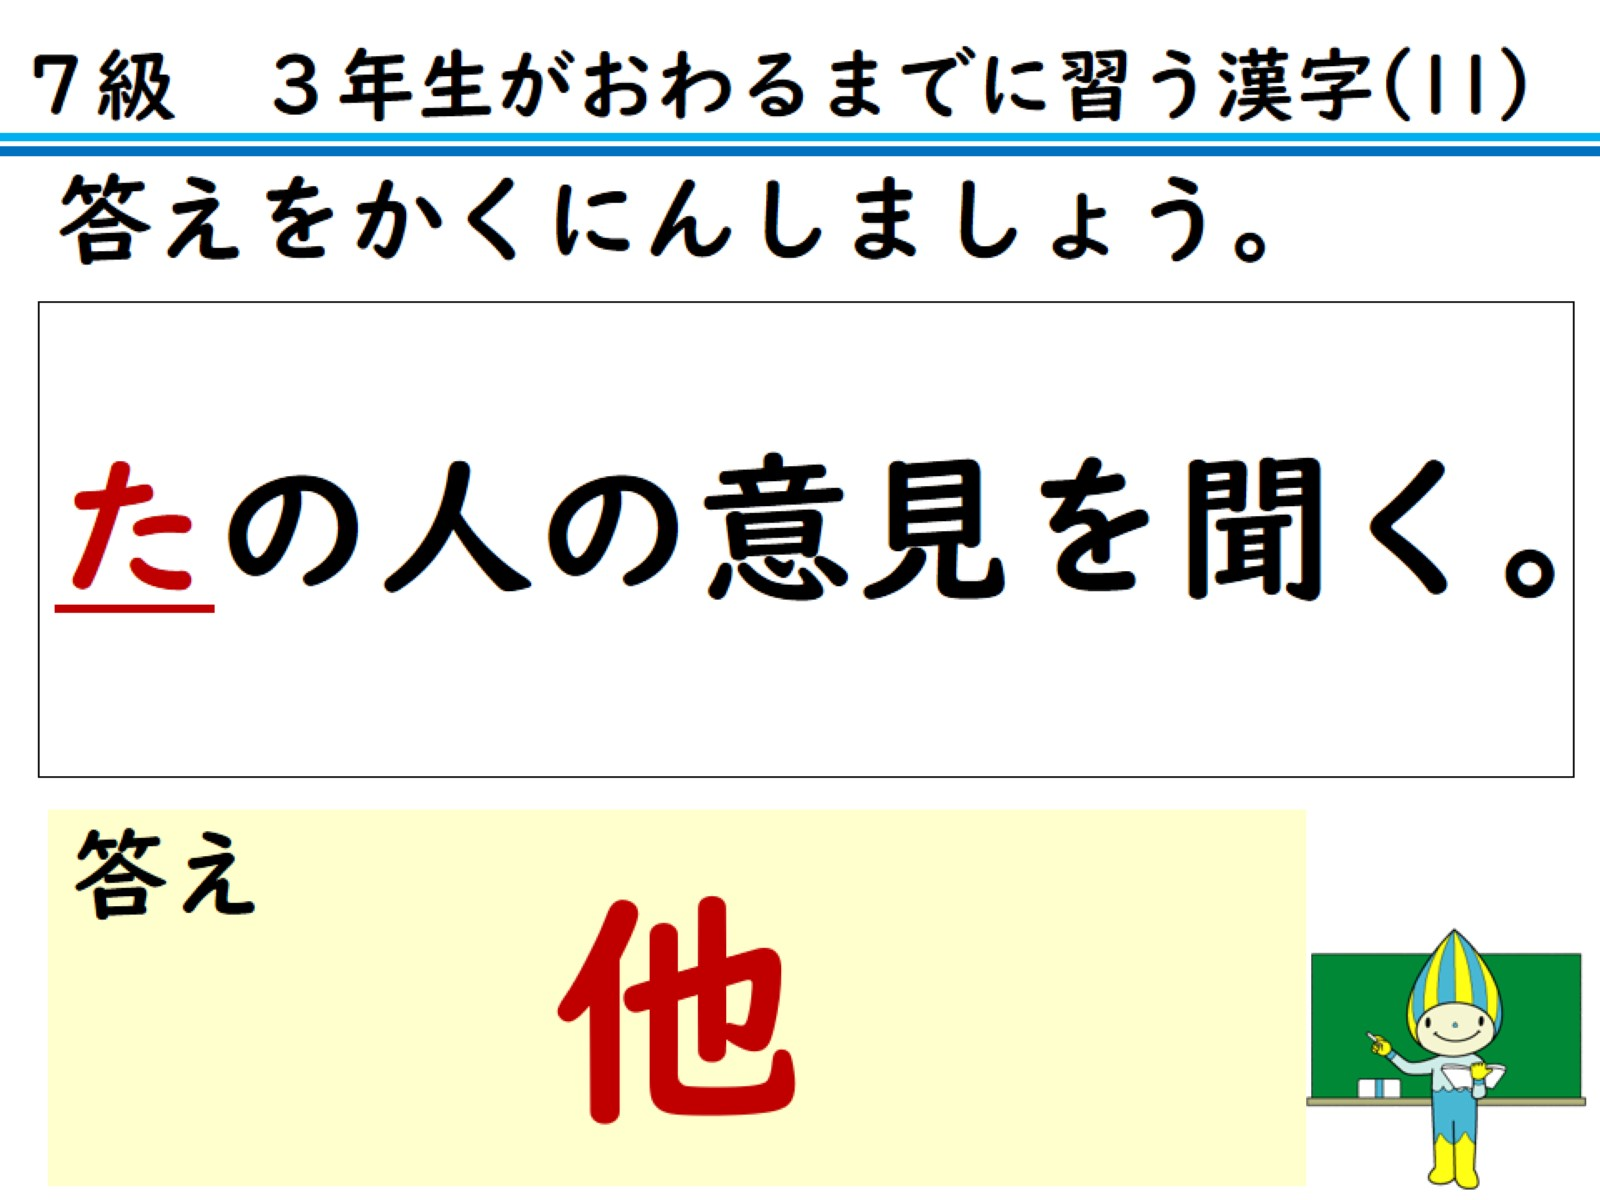 ７級　３年生がおわるまでに習う漢字(11)
答えをかくにんしましょう。
たの人の意見を聞く。
答え
他